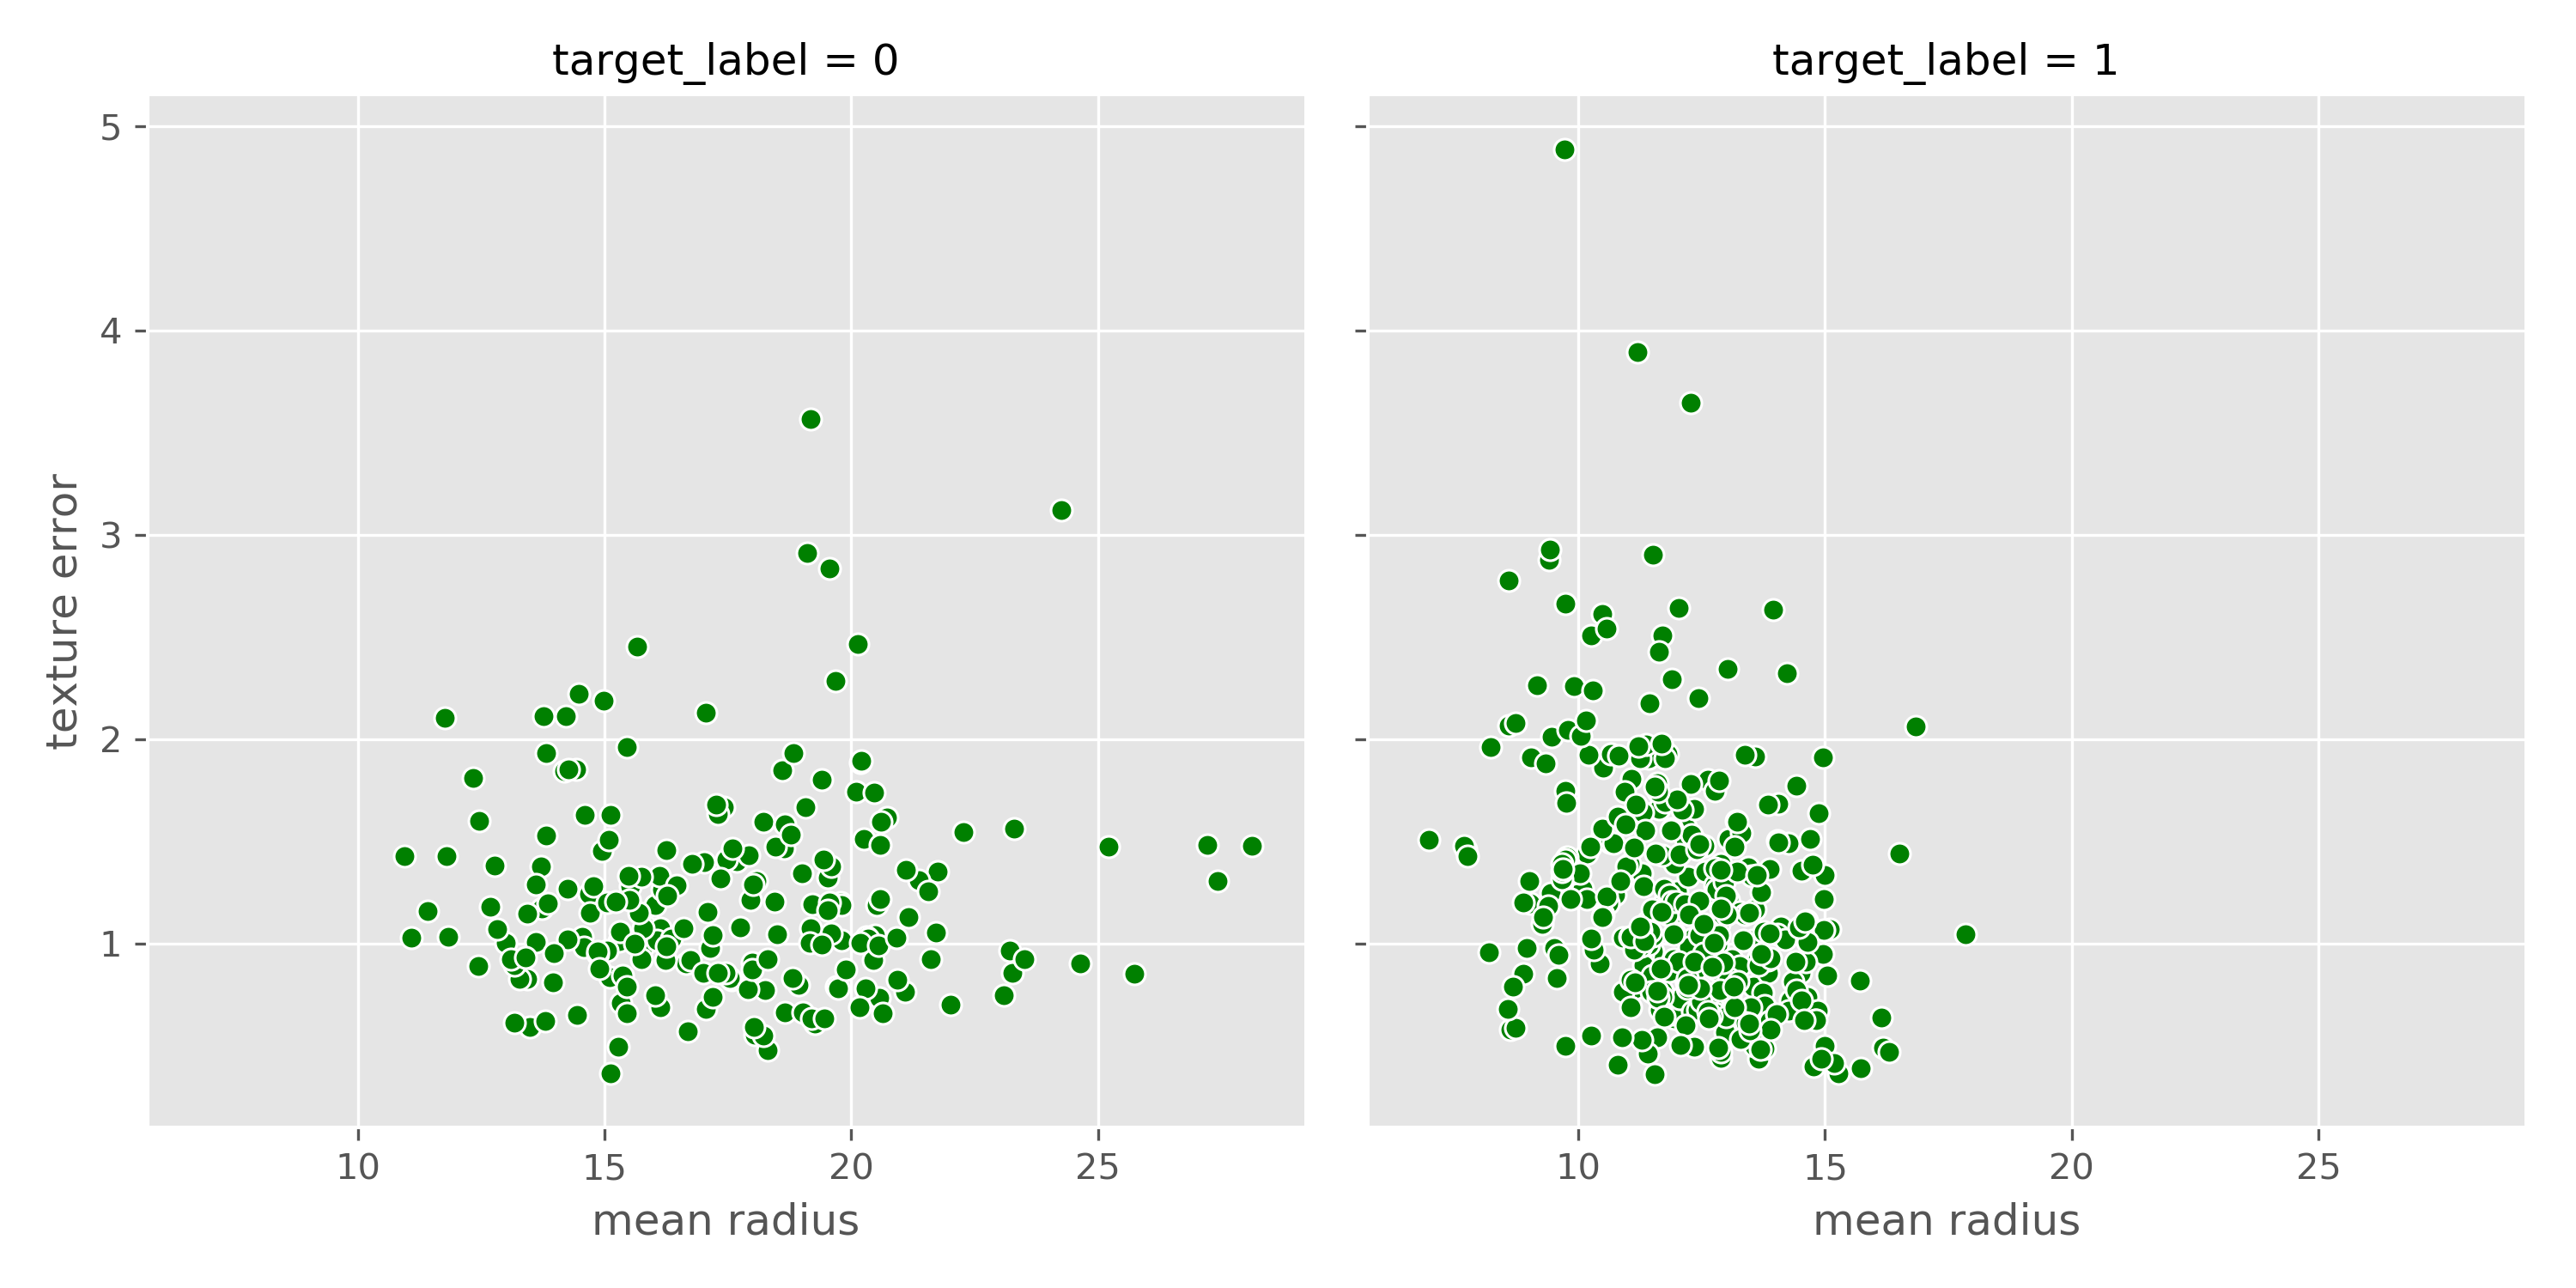 target_label = 0
target_label = 1
texture error
5
4
3
2
1
10 15 20 25
10 15 20 25
mean radius
mean radius